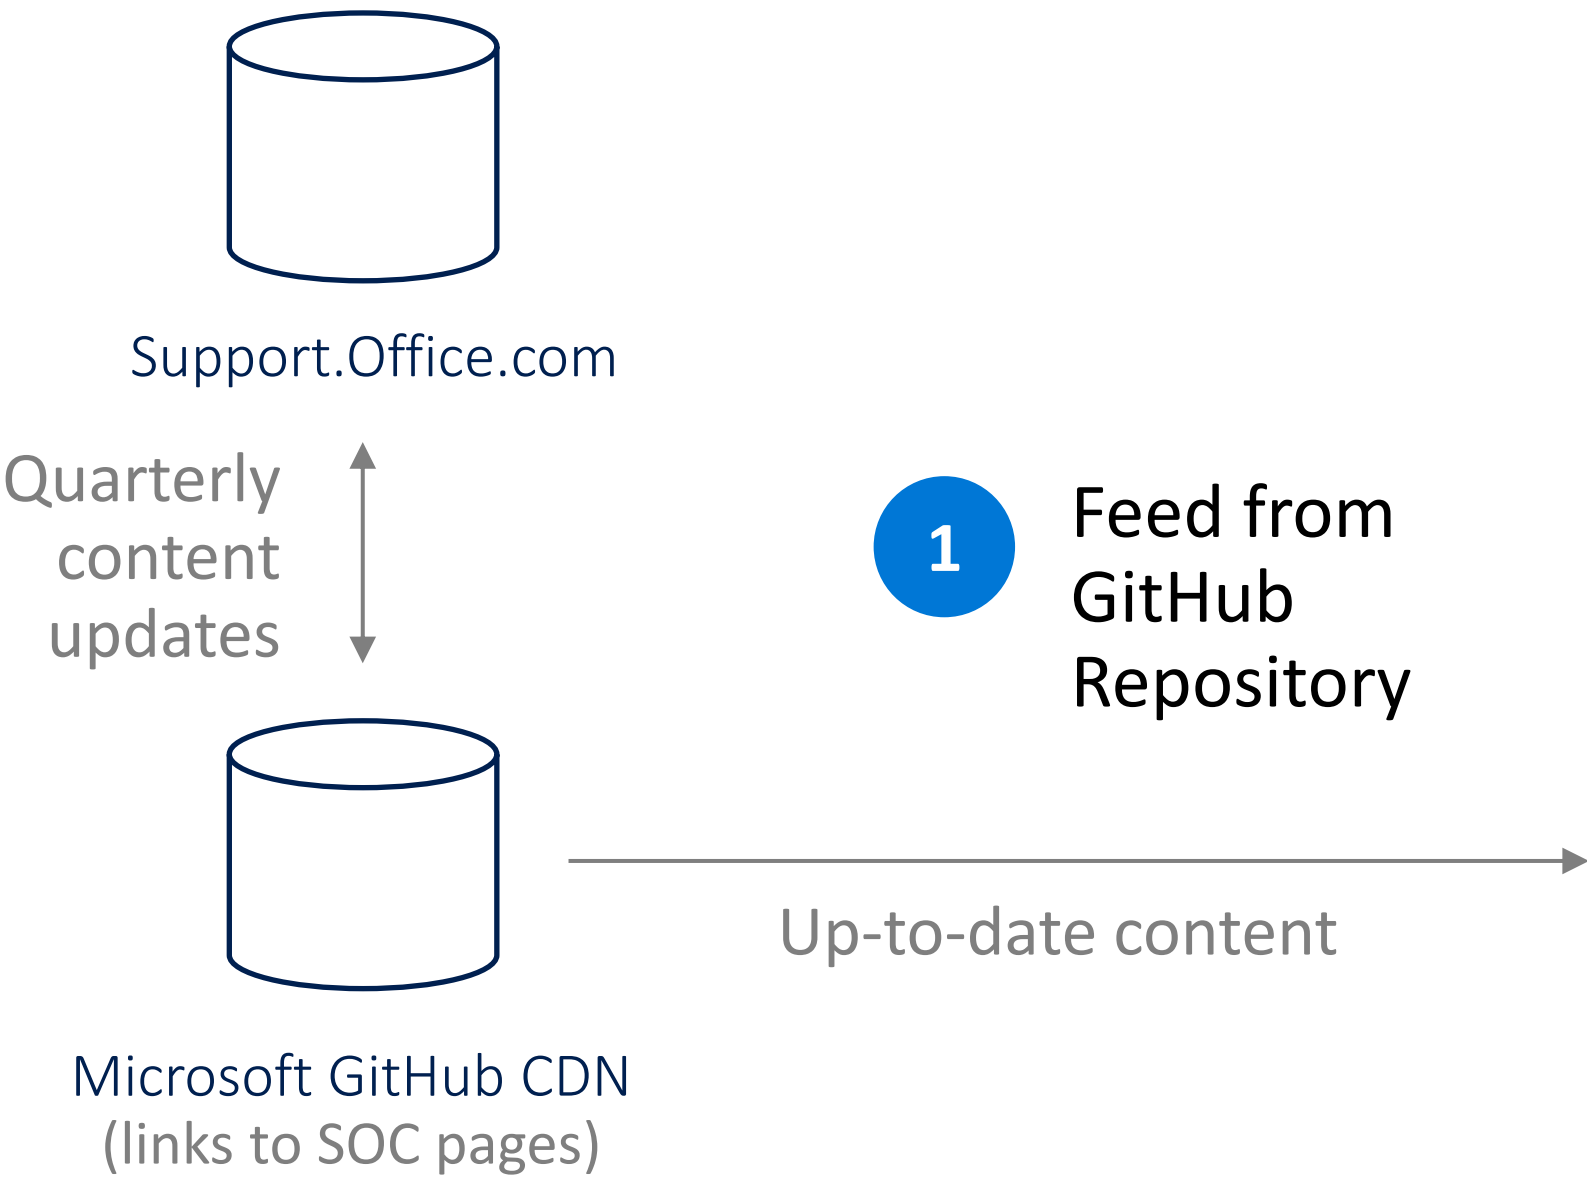 Support.Office.com
Quarterly
content
updates
1
Feed from
GitHub
Repository
Up-to-date content
Microsoft GitHub CDN
(links to SOC pages)